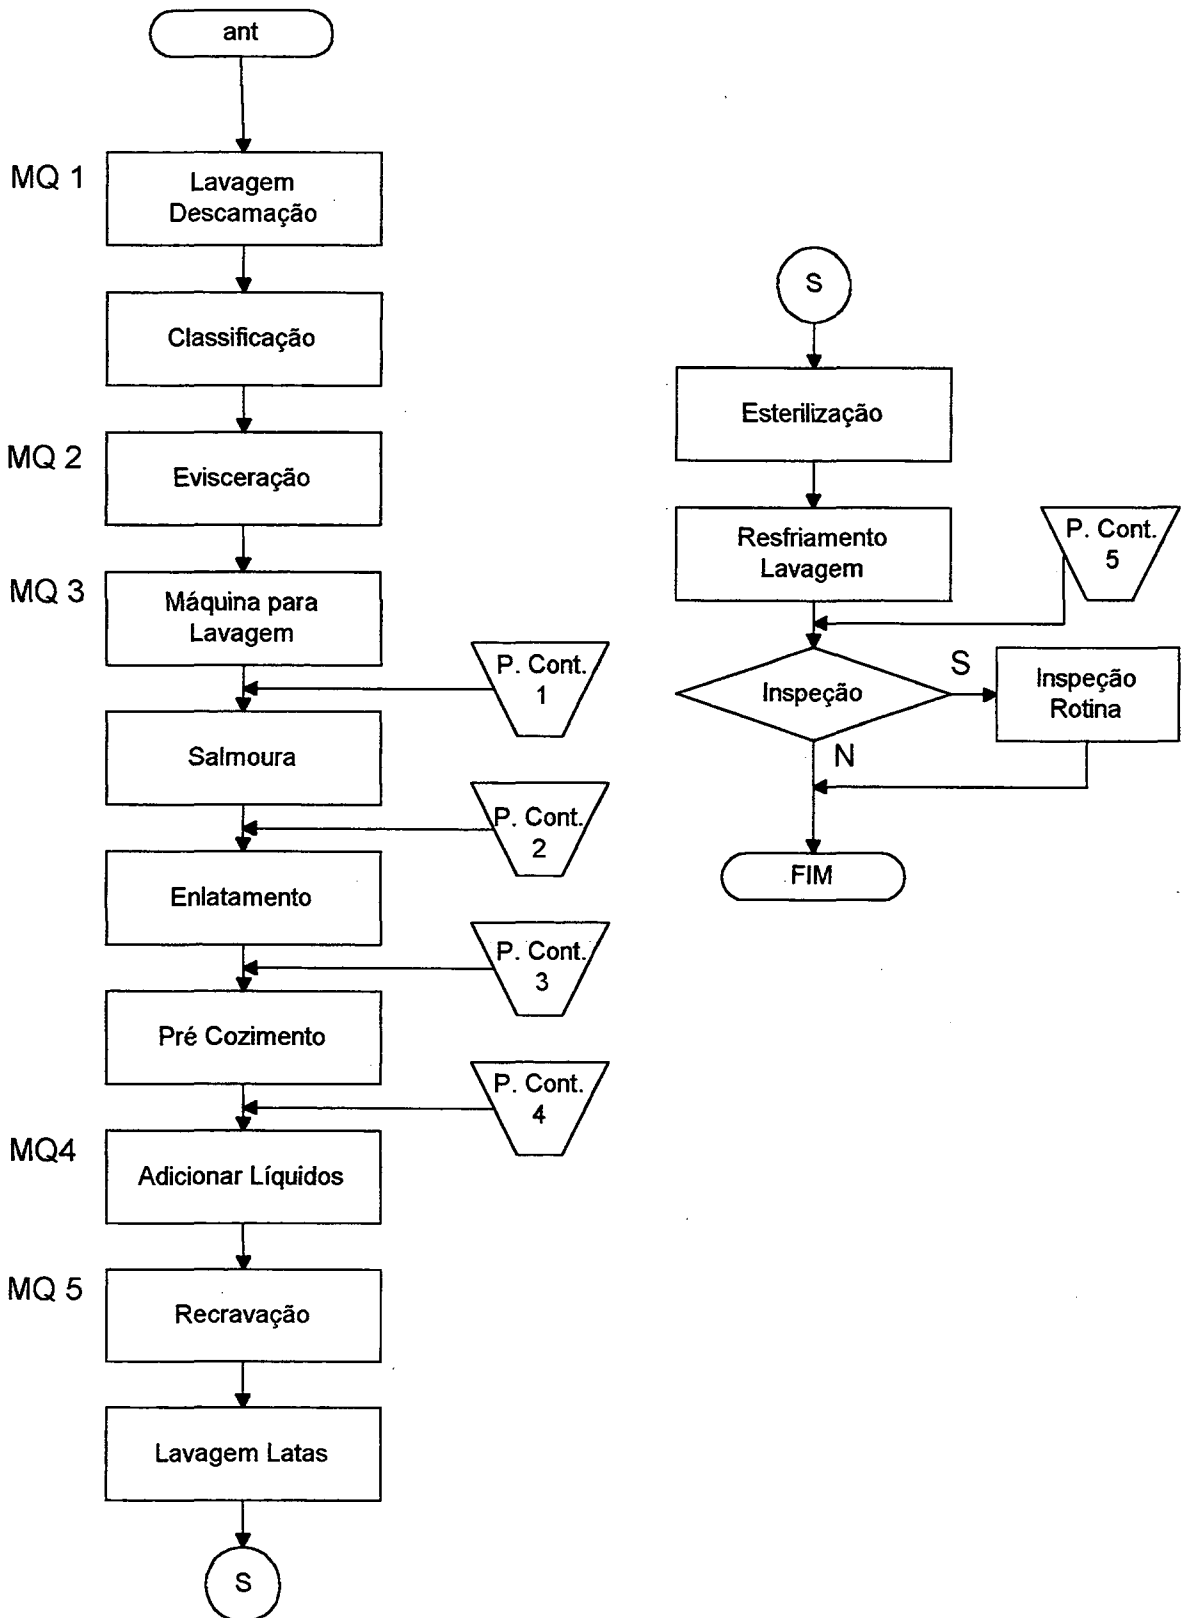 ant
MQ 1
Lavagem
Descamação
Classificação
MQ 2
Evisceração
MQ 3
Máquina para
Lavagem
P. Cont.
1
Salmoura
P. Cont.
2
Enlatamento
P. Cont.
3
Pré Cozimento
P. Cont.
4
MQ4
Adicionar Líquidos
MQ 5
Recravação
Lavagem Latas
S
S
Esterilização
Resfriamento
Lavagem
P. Cont.
5
Inspeção
S
Inspeção
Rotina
N
FIM